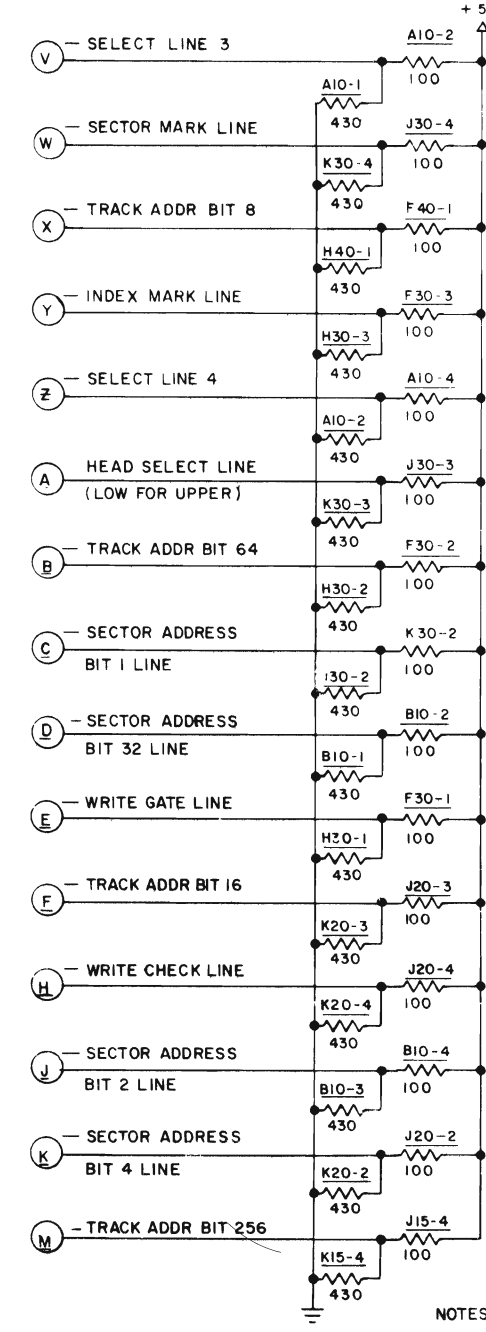 + 5
V – SELECT LINE 3 A10-2
100
A10-1
430
W – SECTOR MARK LINE J30-4
100
K30-4
430
X – TRACK ADDR BIT 8 F40-1
100
H40-1
430
Y – INDEX MARK LINE F30-3
100
H30-3
430
Z – SELECT LINE 4 A10-4
100
A10-2
430
A HEAD SELECT LINE J30-3
(LOW FOR UPPER) 100
K30-3
430
B – TRACK ADDR BIT 64 F30-2
100
H30-2
430
C – SECTOR ADDRESS K30-2
BIT 1 LINE 100
30-2
430
D – SECTOR ADDRESS B10-2
BIT 32 LINE 100
B10-1
430
E – WRITE GATE LINE F30-1
100
H30-1
430
F – TRACK ADDR BIT 16 J20-3
100
K20-3
430
H – WRITE CHECK LINE J20-4
100
K20-4
430
J – SECTOR ADDRESS B10-4
BIT 2 LINE 100
B10-3
430
K – SECTOR ADDRESS J20-2
BIT 4 LINE 100
K20-2
430
M – TRACK ADDR BIT 256 J15-4
100
K15-4
430
NOTES